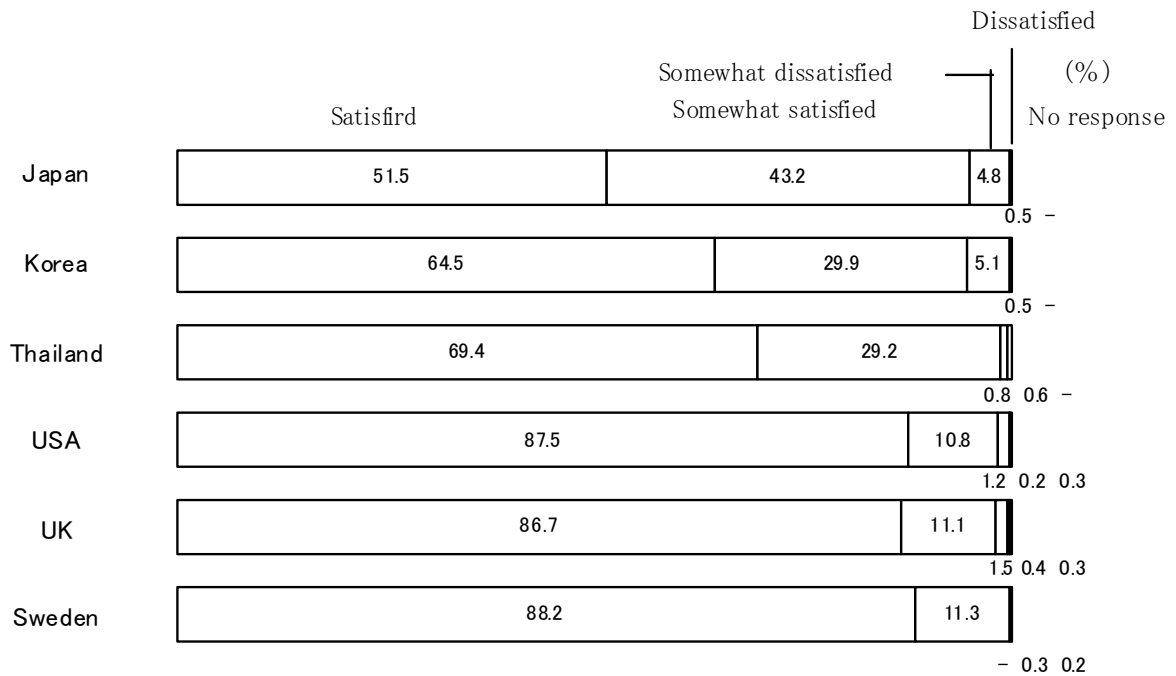 Dissatisfied
Somewhat dissatisfied (%)
Satisfird Somewhat satisfied No response
Japan 51.5 43.2 4.8
0.5 -
Korea 64.5 29.9 5.1
0.5 -
Thailand 69.4 29.2
0.8 0.6 -
USA 87.5 10.8
1.2 0.2 0.3
UK 86.7 11.1
1.5 0.4 0.3
Sweden 88.2 11.3
- 0.3 0.2